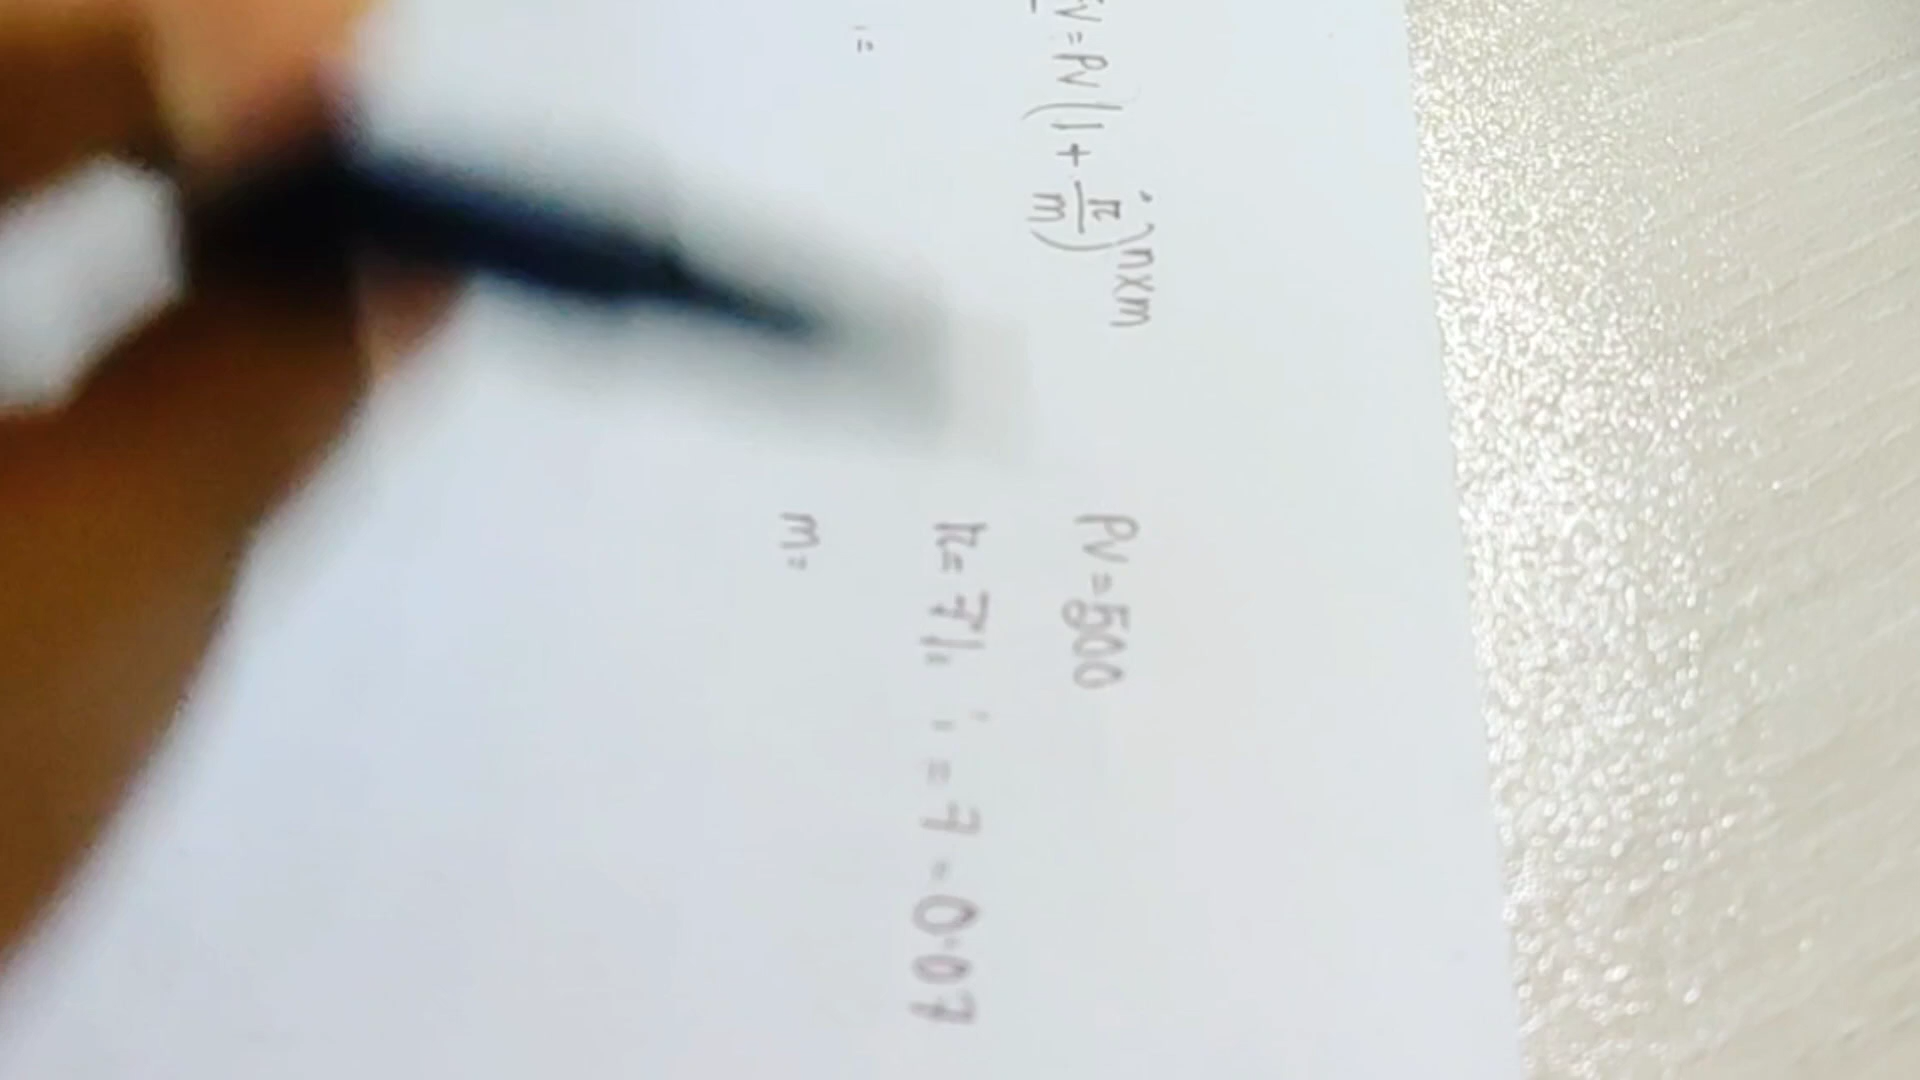 FV = PV (1 + r/m)^n×m
PV = 500
r = 7% i = 7 - 0.07
m =